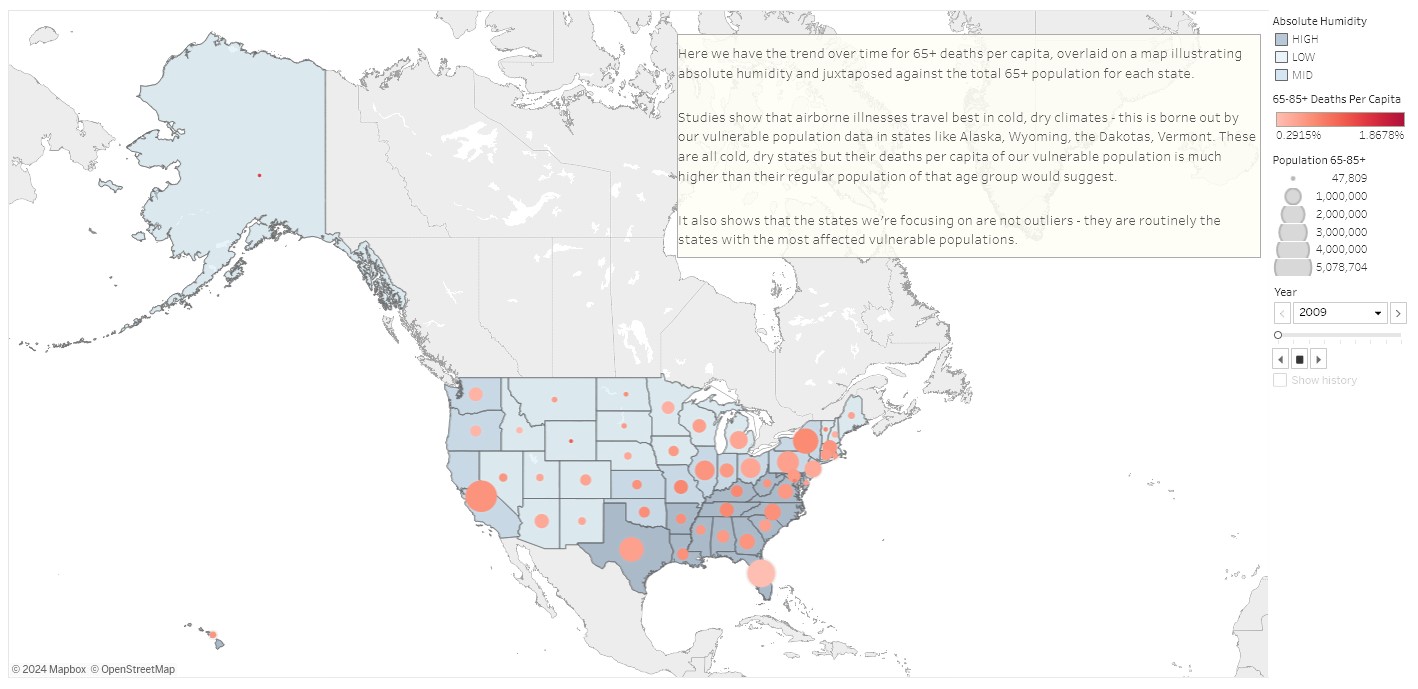 Here we have the trend over time for 65+ deaths per capita, overlaid on a map illustrating
absolute humidity and juxtaposed against the total 65+ population for each state.
Studies show that airborne illnesses travel best in cold, dry climates - this is borne out by
our vulnerable population data in states like Alaska, Wyoming, the Dakotas, Vermont. These
are all cold, dry states but their deaths per capita of our vulnerable population is much
higher than their regular population of that age group would suggest.
It also shows that the states we're focusing on are not outliers - they are routinely the
states with the most affected vulnerable populations.
Absolute Humidity
HIGH
LOW
MID
65-85+ Deaths Per Capita
0.2915% 1.8678%
Population 65-85+
47,809
1,000,000
2,000,000
3,000,000
4,000,000
5,078,704
Year
2009
Show history
© 2024 Mapbox © OpenStreetMap